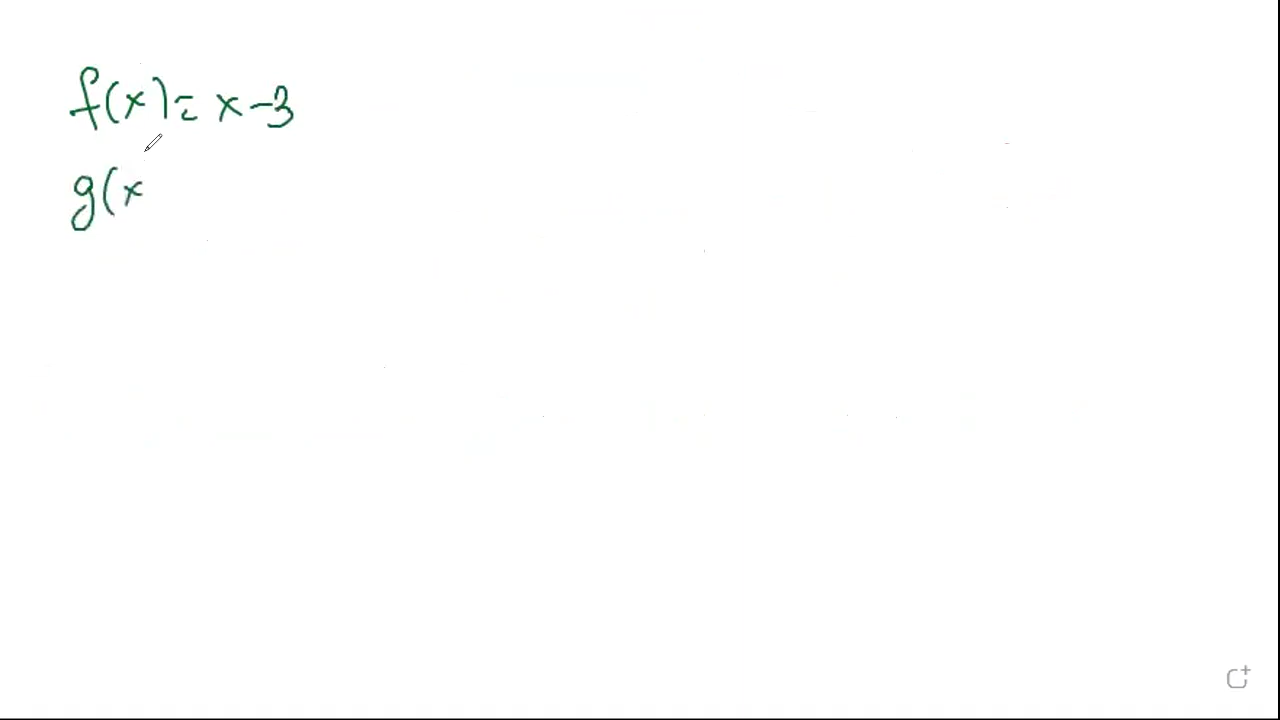 f(x) = x - 3
g(x